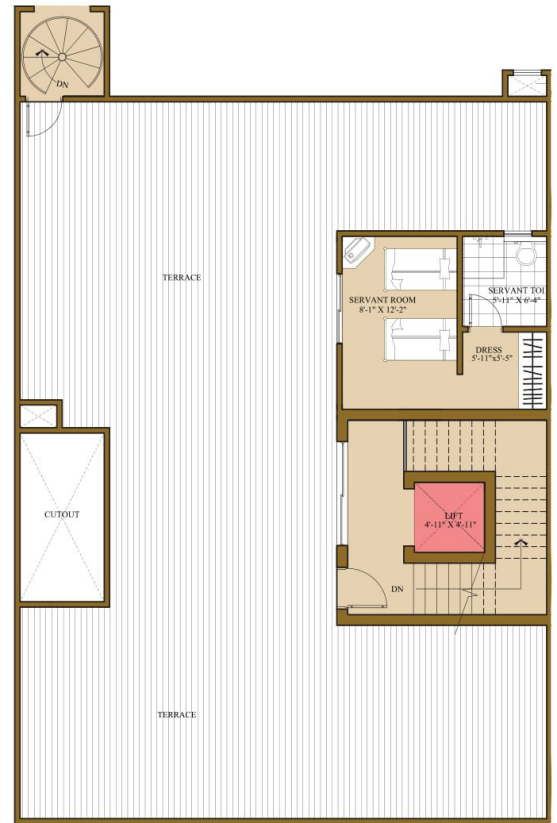 DN
TERRACE
SERVANT ROOM
8'-1" X 12'-2"
SERVANT TOI
5'-11" X 6'-4"
DRESS
5'-11"x5'-5"
CUTOUT
LIFT
4'-11" X 4'-11"
DN
TERRACE